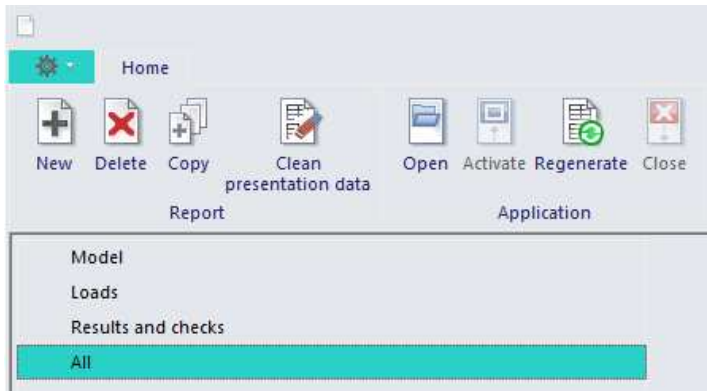 Home
New Delete Copy Clean Open Activate Regenerate Close
presentation data
Report Application
Model
Loads
Results and checks
All